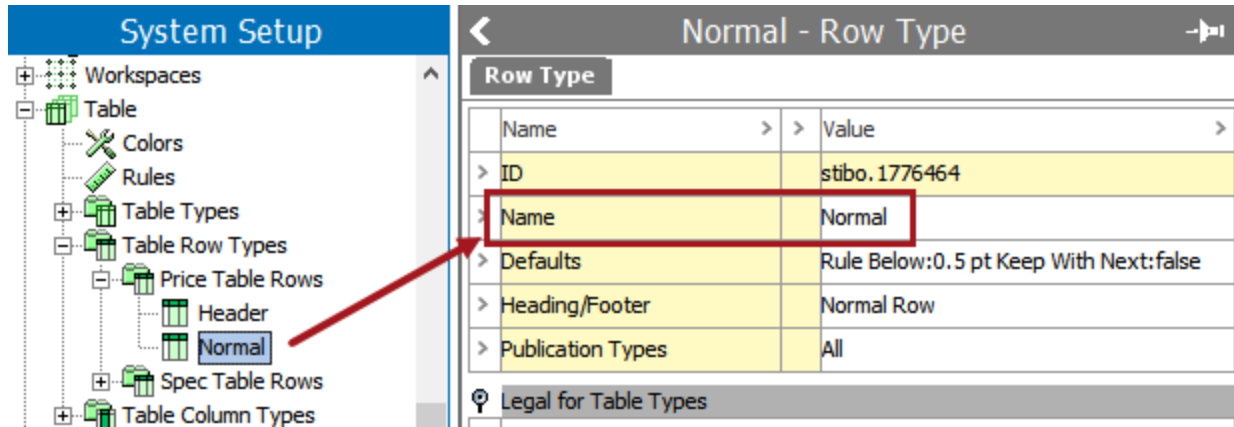 System Setup
Workspaces
Table
Colors
Rules
Table Types
Table Row Types
Price Table Rows
Header
Normal
Spec Table Rows
Table Column Types
Normal - Row Type
Row Type
Name > > Value >
> ID stibo.1776464
> Name Normal
> Defaults Rule Below:0.5 pt Keep With Next:false
> Heading/Footer Normal Row
> Publication Types All
Legal for Table Types